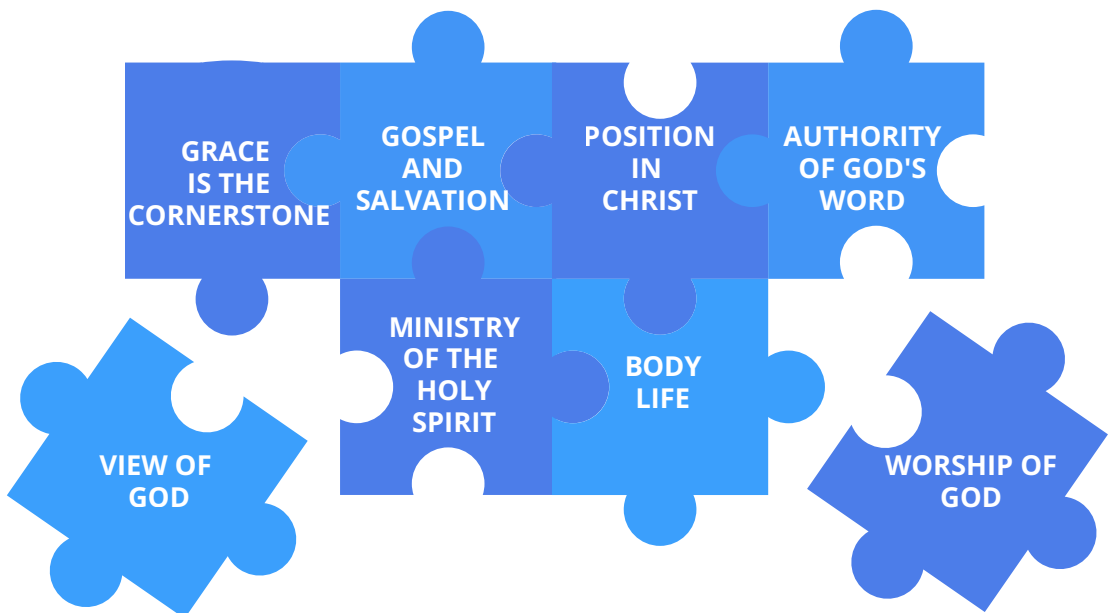 GRACE
IS THE
CORNERSTONE
GOSPEL
AND
SALVATION
POSITION
IN
CHRIST
AUTHORITY
OF GOD'S
WORD
MINISTRY
OF THE
HOLY
SPIRIT
BODY
LIFE
VIEW OF
GOD
WORSHIP OF
GOD